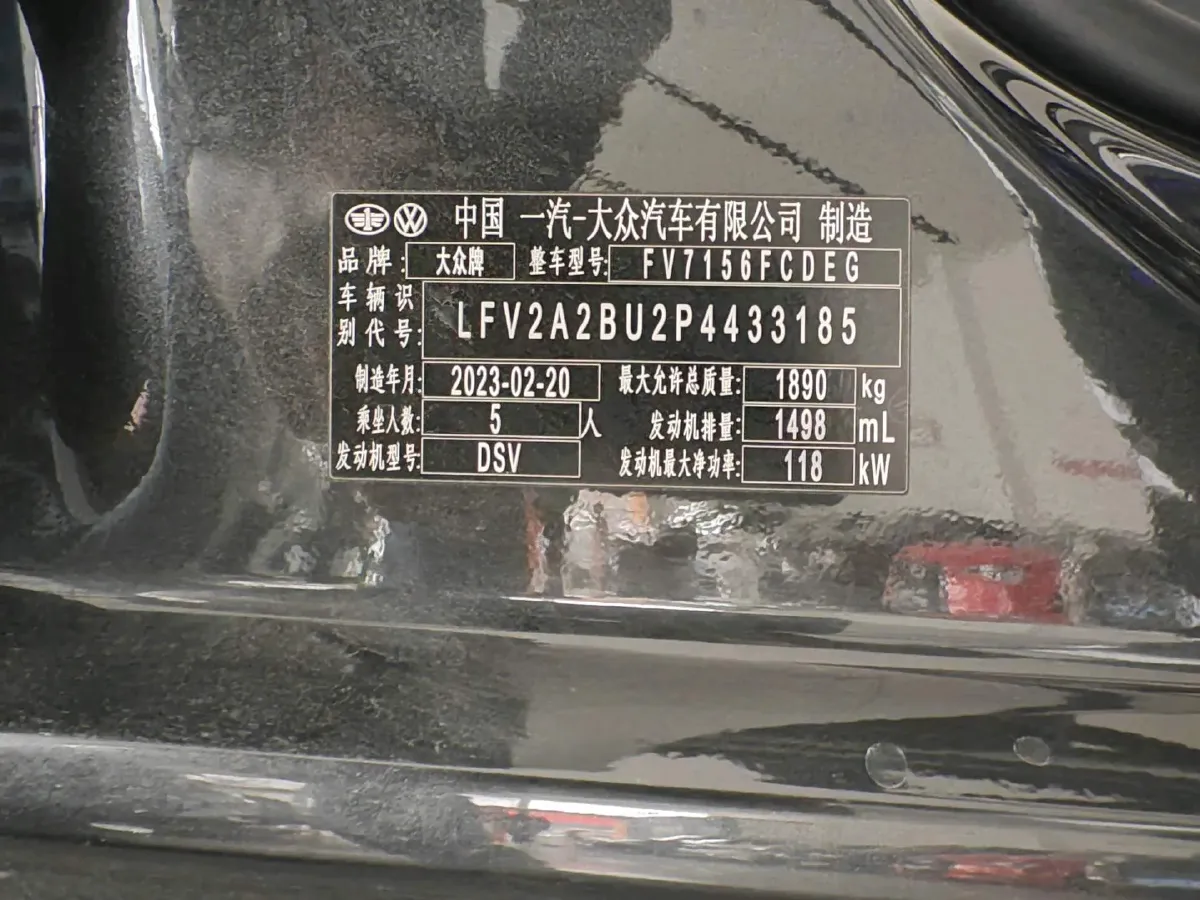 中国 一汽-大众汽车有限公司 制造
品牌: 大众牌 整车型号: FV7156FCDEG
车辆识别代号: LFV2A2BU2P4433185
制造年月: 2023-02-20 最大允许总质量: 1890 kg
乘坐人数: 5 人 发动机排量: 1498 mL
发动机型号: DSV 发动机最大净功率: 118 kW